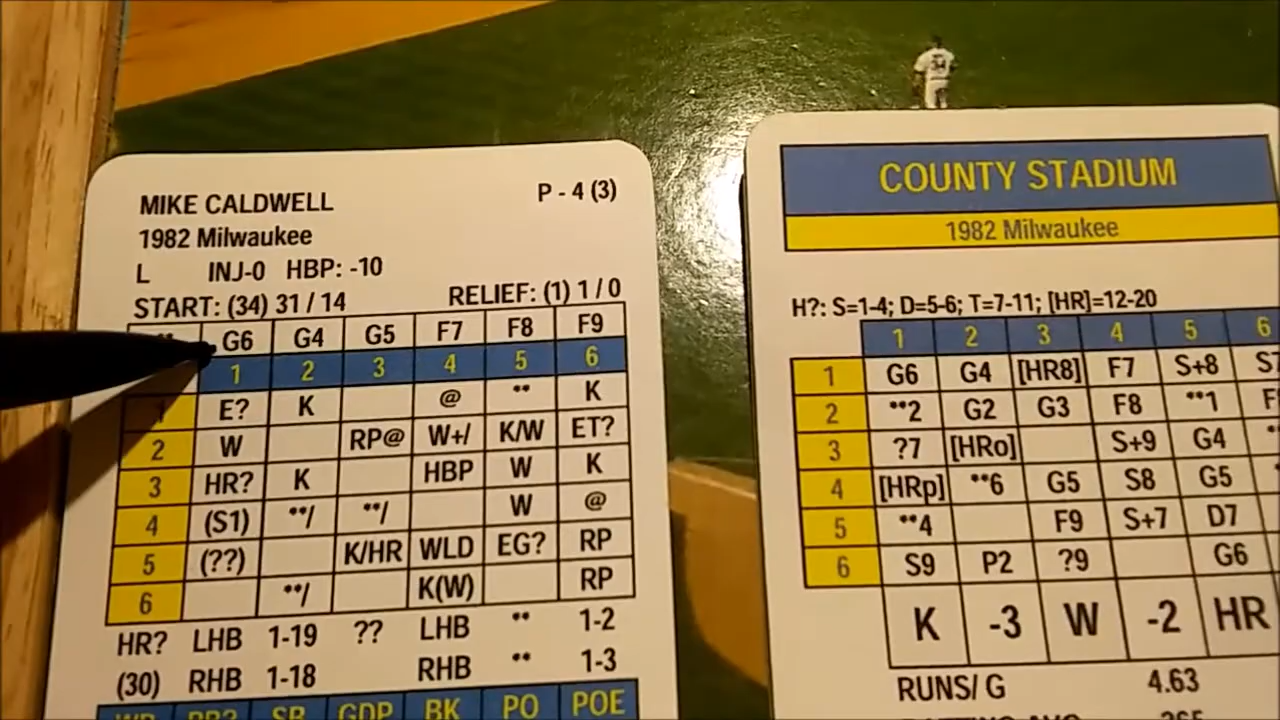 MIKE CALDWELL P - 4 (3)
1982 Milwaukee
L INJ-0 HBP: -10
START: (34) 31 / 14 RELIEF: (1) 1 / 0
G6 G4 G5 F7 F8 F9
1 2 3 4 5 6
1 E? K @ ** K
2 W RP@ W+/ K/W ET?
3 HR? K HBP W K
4 (S1) **/ **/ W @
5 (??) K/HR WLD EG? RP
6 **/ K(W) RP
HR? LHB 1-19 ?? LHB ** 1-2
(30) RHB 1-18 RHB ** 1-3
WP PB? SB GDP BK PO POE
34
COUNTY STADIUM
1982 Milwaukee
H?: S=1-4; D=5-6; T=7-11; [HR]=12-20
1 2 3 4 5 6
1 G6 G4 [HR8] F7 S+8
2 **2 G2 G3 F8 **1
3 ?7 [HRo] S+9 G4
4 [HRp] **6 G5 S8 G5
5 **4 F9 S+7 D7
6 S9 P2 ?9 G6
K -3 W -2 HR
RUNS/ G 4.63